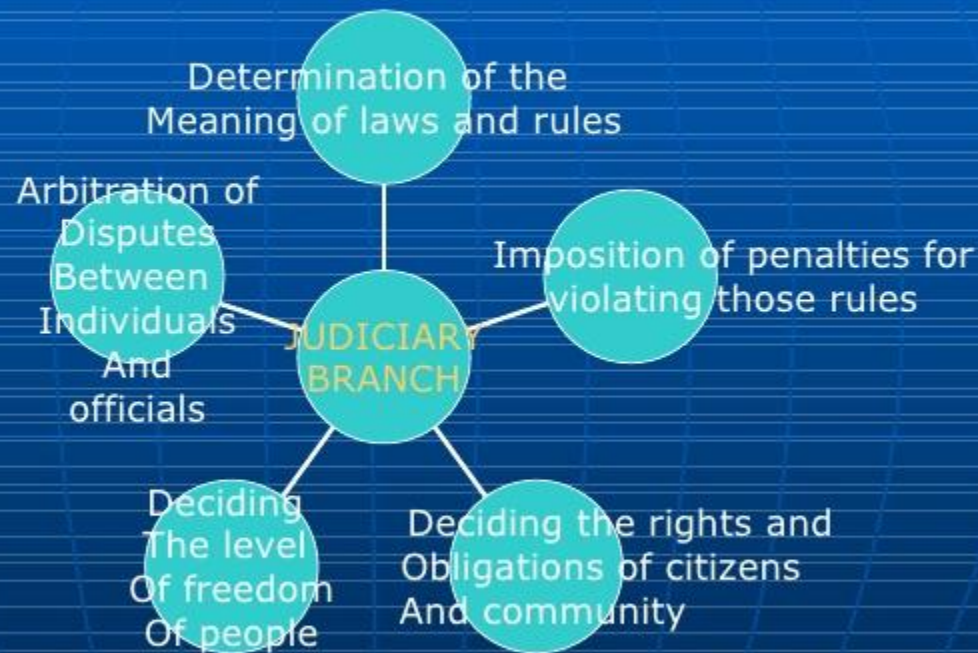 Determination of the
Meaning of laws and rules
Arbitration of
Disputes
Between
Individuals
And
officials
Imposition of penalties for
violating those rules
JUDICIARY
BRANCH
Deciding
The level
Of freedom
Of people
Deciding the rights and
Obligations of citizens
And community